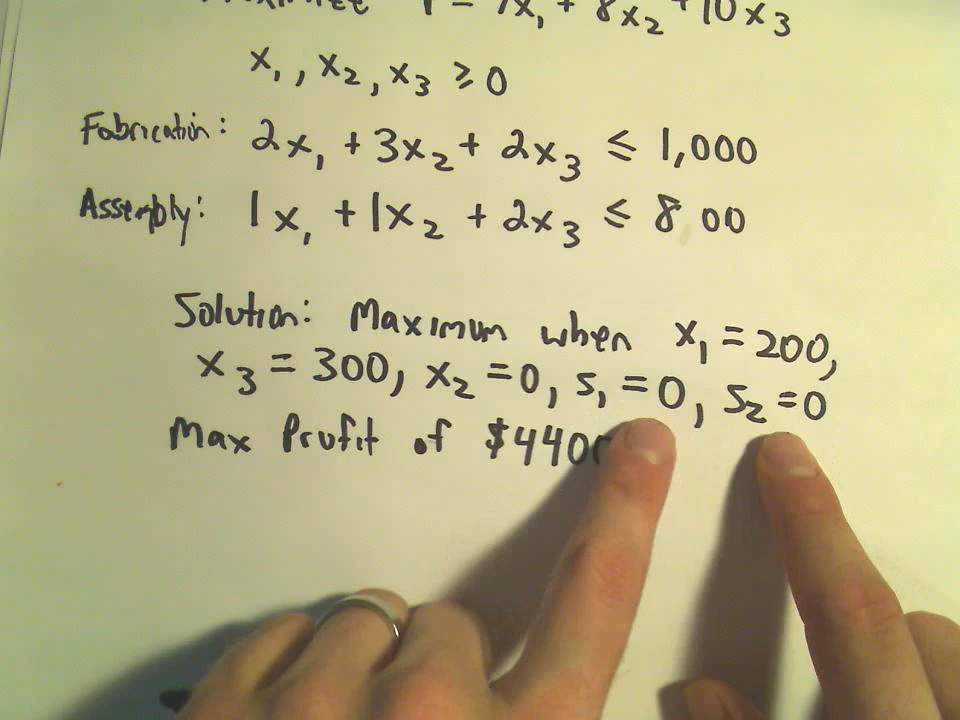 x₁, x₂, x₃ ≥ 0
Fabrication: 2x₁ + 3x₂ + 2x₃ ≤ 1,000
Assembly: 1x₁ + 1x₂ + 2x₃ ≤ 800
Solution: Maximum when x₁ = 200,
x₃ = 300, x₂ = 0, s₁ = 0, s₂ = 0
Max Profit of